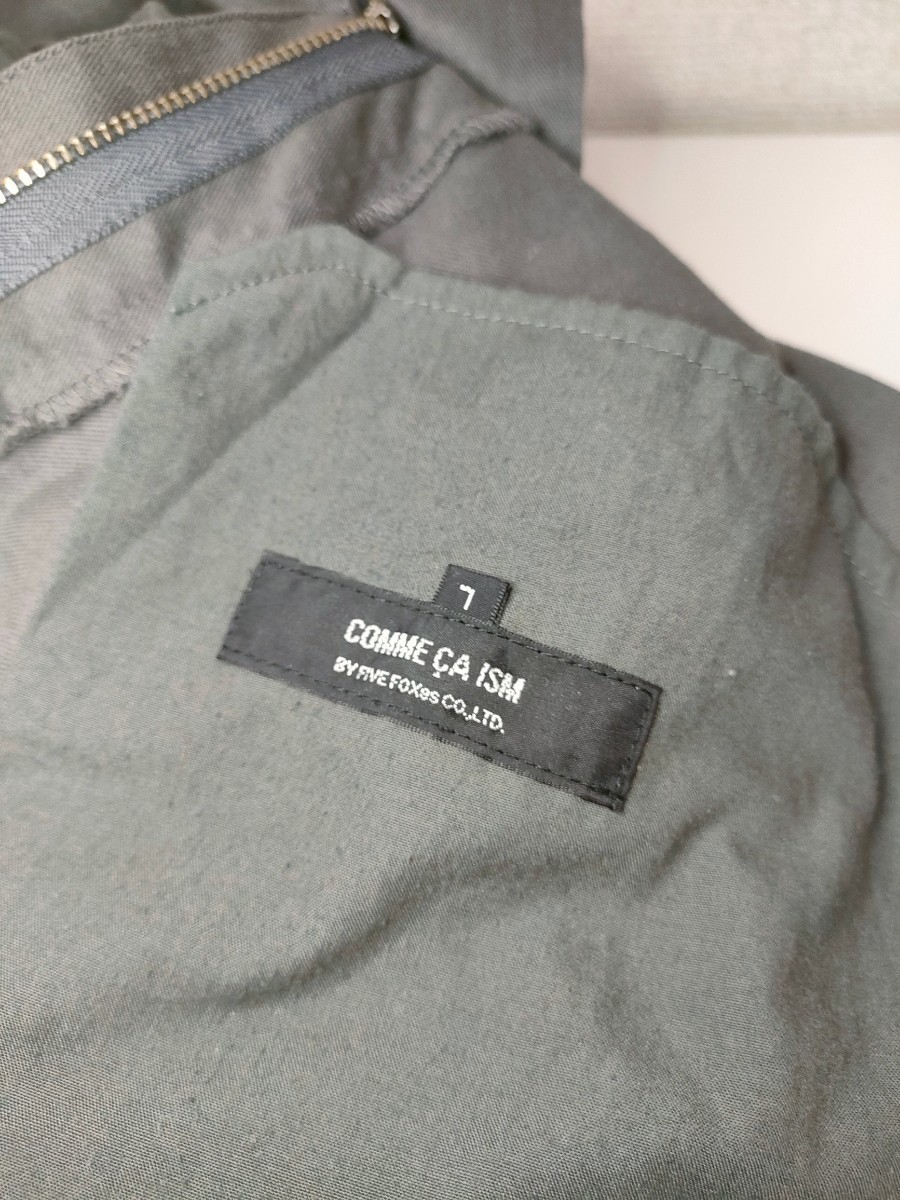 7
COMME ÇA ISM
BY FIVE FOXes CO.,LTD.